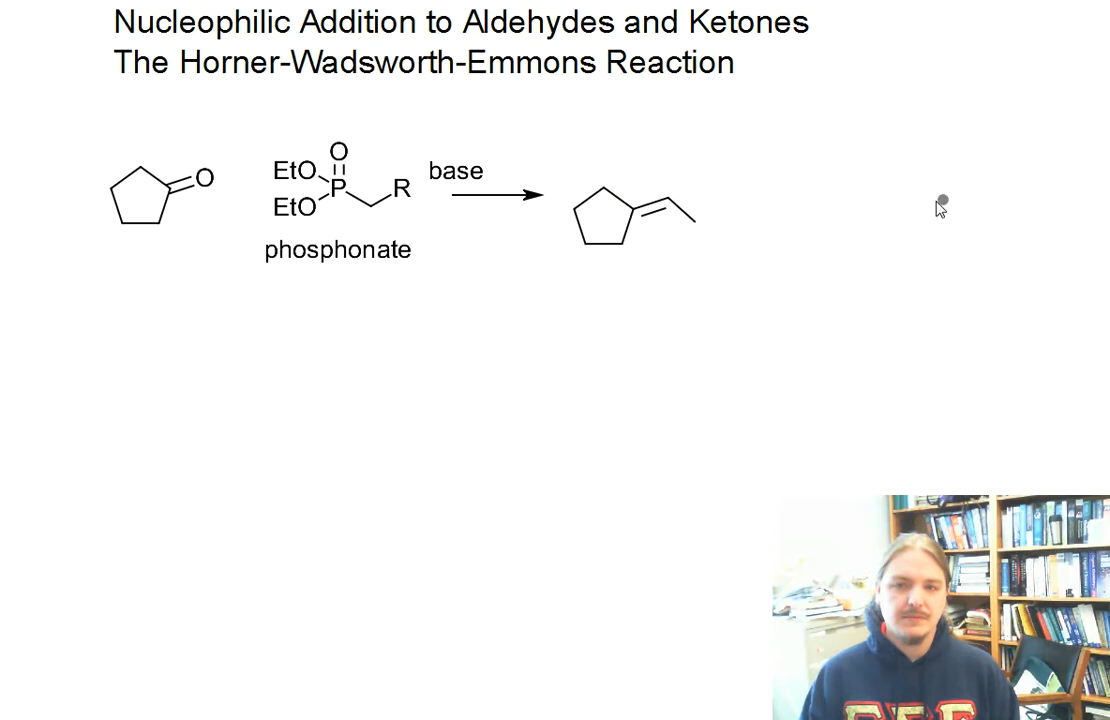 Nucleophilic Addition to Aldehydes and Ketones
The Horner-Wadsworth-Emmons Reaction
O
EtO
P
R
EtO
O
base
phosphonate